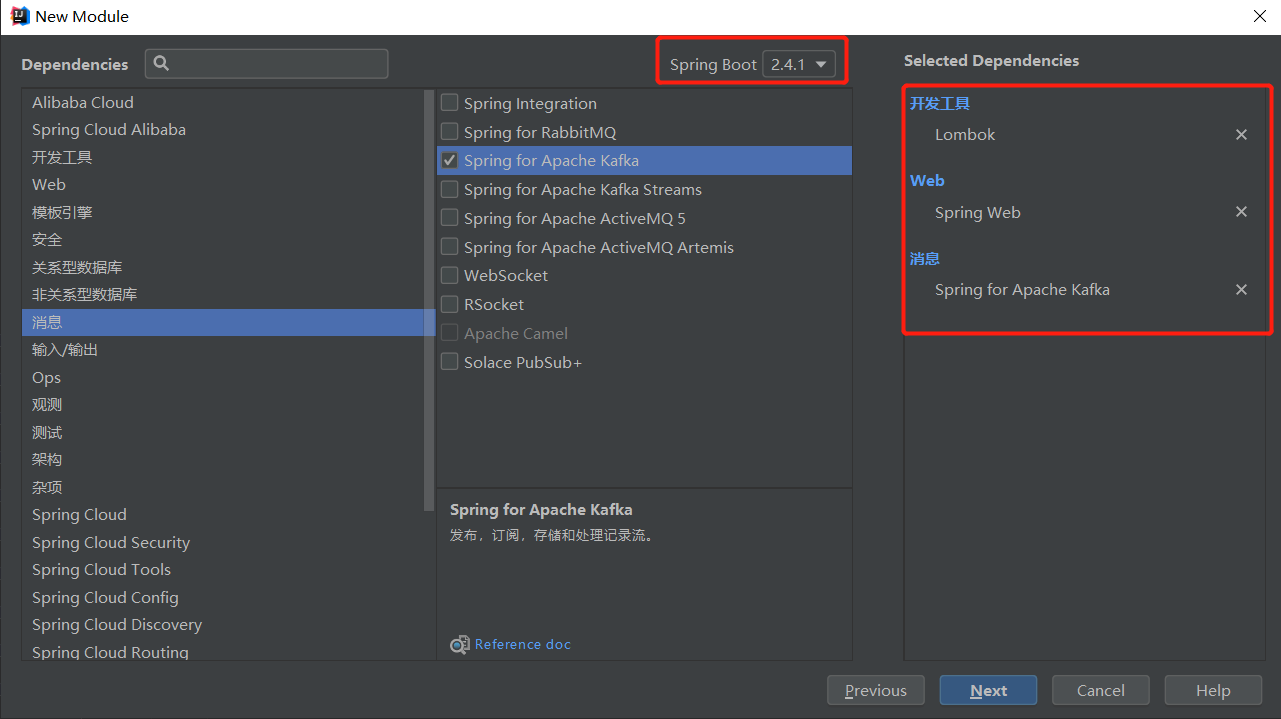 New Module
Dependencies
Spring Boot 2.4.1
Alibaba Cloud
Spring Cloud Alibaba
开发工具
Web
模板引擎
安全
关系型数据库
非关系型数据库
消息
输入/输出
Ops
观测
测试
架构
杂项
Spring Cloud
Spring Cloud Security
Spring Cloud Tools
Spring Cloud Config
Spring Cloud Discovery
Spring Cloud Routing
Spring Integration
Spring for RabbitMQ
Spring for Apache Kafka
Spring for Apache Kafka Streams
Spring for Apache ActiveMQ 5
Spring for Apache ActiveMQ Artemis
WebSocket
RSocket
Apache Camel
Solace PubSub+
Spring for Apache Kafka
发布，订阅，存储和处理记录流。
Reference doc
Selected Dependencies
开发工具
Lombok
Web
Spring Web
消息
Spring for Apache Kafka
Previous
Next
Cancel
Help